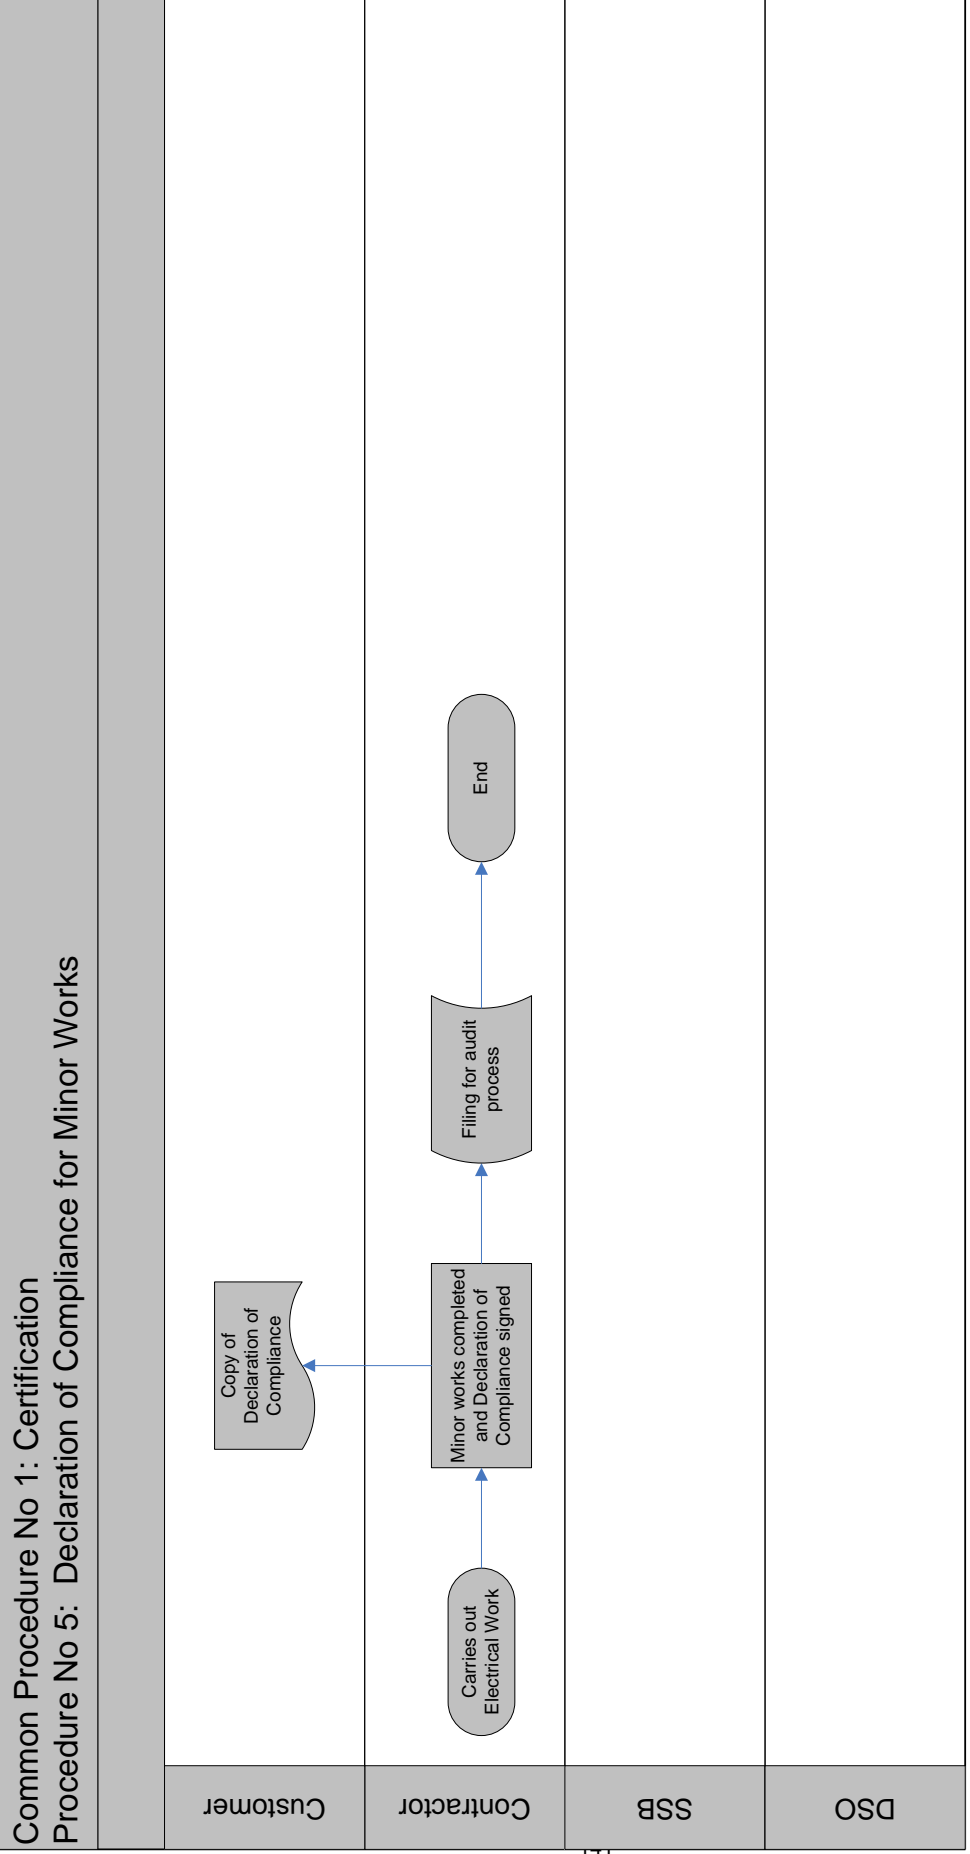 Common Procedure No 1: Certification
Procedure No 5:  Declaration of Compliance for Minor Works
Customer
Copy of
Declaration of
Compliance
Contractor
Carries out
Electrical Work
Minor works completed
and Declaration of
Compliance signed
Filing for audit
process
End
SSB
DSO